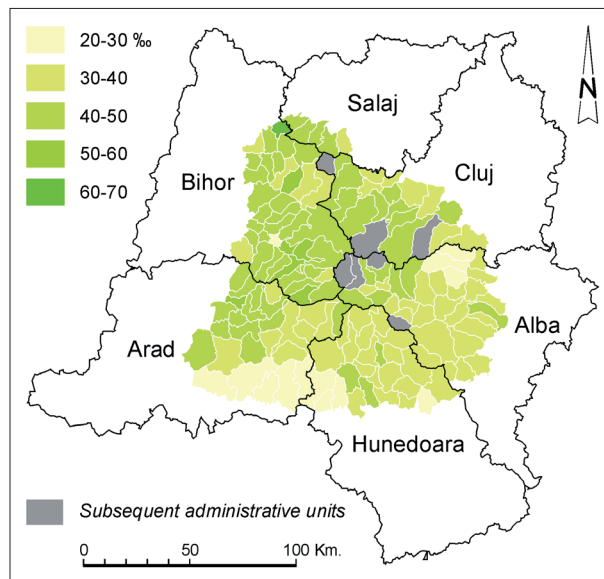 20-30 ‰
30-40
40-50
50-60
60-70
N
Salaj
Bihor
Cluj
Arad
Alba
Hunedoara
Subsequent administrative units
0 50 100 Km.